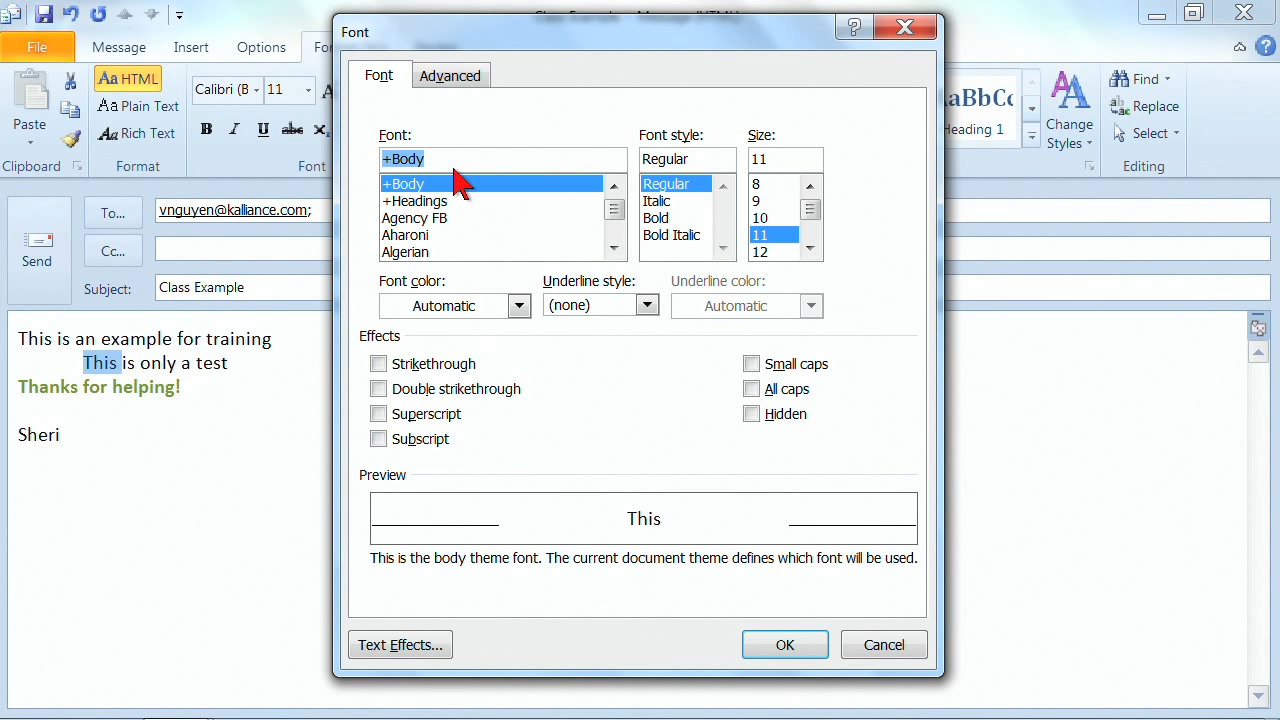 Font
File Message Insert Options
Aa HTML
Aa Plain Text
Aa Rich Text
Paste
Clipboard
Calibri (B 11
B I U abc x
Font
AaBbCc
Heading 1
Change
Styles
Find
Replace
Select
Editing
Send
To...
vnguyen@kalliance.com;
Cc...
Subject:
Class Example
This is an example for training
This is only a test
Thanks for helping!
Sheri
Font Advanced
Font: Font style: Size:
+Body Regular 11
+Body Regular 8
+Headings Italic 9
Agency FB Bold 10
Aharoni Bold Italic 11
Algerian 12
Font color: Underline style: Underline color:
Automatic (none) Automatic
Effects
Strikethrough Small caps
Double strikethrough All caps
Superscript Hidden
Subscript
Preview
This
This is the body theme font. The current document theme defines which font will be used.
Text Effects... OK Cancel